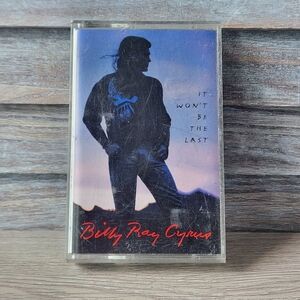 IT
WON'T
BE
THE
LAST
Billy Ray Cyrus